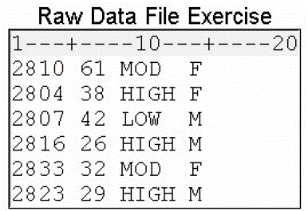 Raw Data File Exercise
1---+----10---+----20
2810 61 MOD  F
2804 38 HIGH F
2807 42 LOW  M
2816 26 HIGH M
2833 32 MOD  F
2823 29 HIGH M